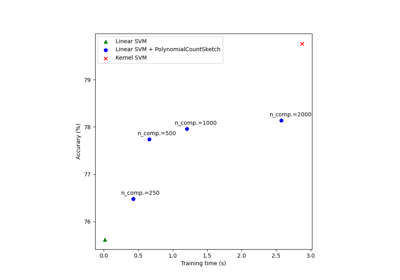 Linear SVM
Linear SVM + PolynomialCountSketch
Kernel SVM
79
n_comp.=2000
n_comp.=1000
78
n_comp.=500
77
n_comp.=250
76
Accurary (%)
0.0 0.5 1.0 1.5 2.0 2.5 3.0
Training time (s)